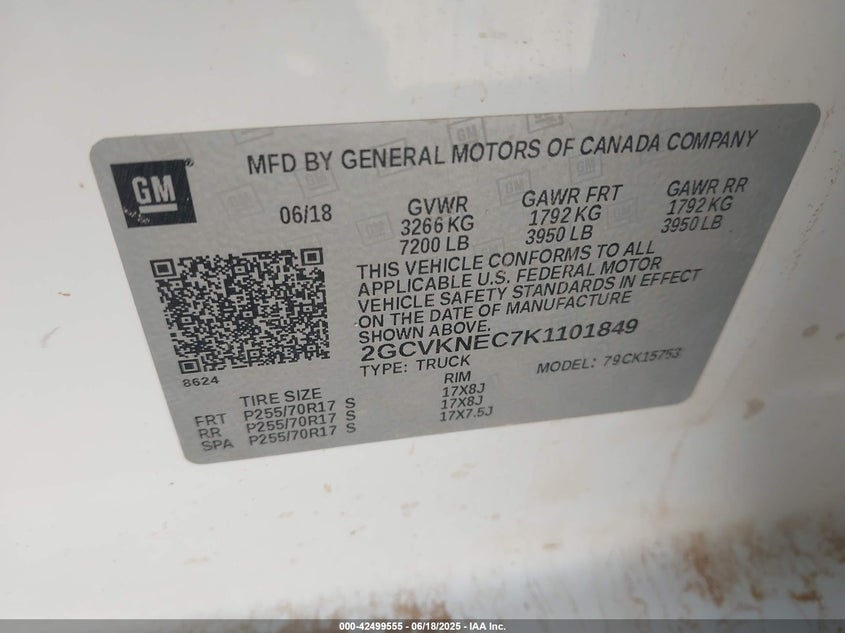 GM
MFD BY GENERAL MOTORS OF CANADA COMPANY
06/18
GVWR
3266 KG
7200 LB
GAWR FRT
1792 KG
3950 LB
GAWR RR
1792 KG
3950 LB
THIS VEHICLE CONFORMS TO ALL
APPLICABLE U.S. FEDERAL MOTOR
VEHICLE SAFETY STANDARDS IN EFFECT
ON THE DATE OF MANUFACTURE
SHOWN ABOVE.
2GCVKNEC7K1101849
TYPE: TRUCK
MODEL: 79CK15753
8624
TIRE SIZE
RIM
FRT P255/70R17 S 17X8J
RR P255/70R17 S 17X8J
SPA P255/70R17 S 17X7.5J
000-42499555 - 06/18/2025 - IAA Inc.